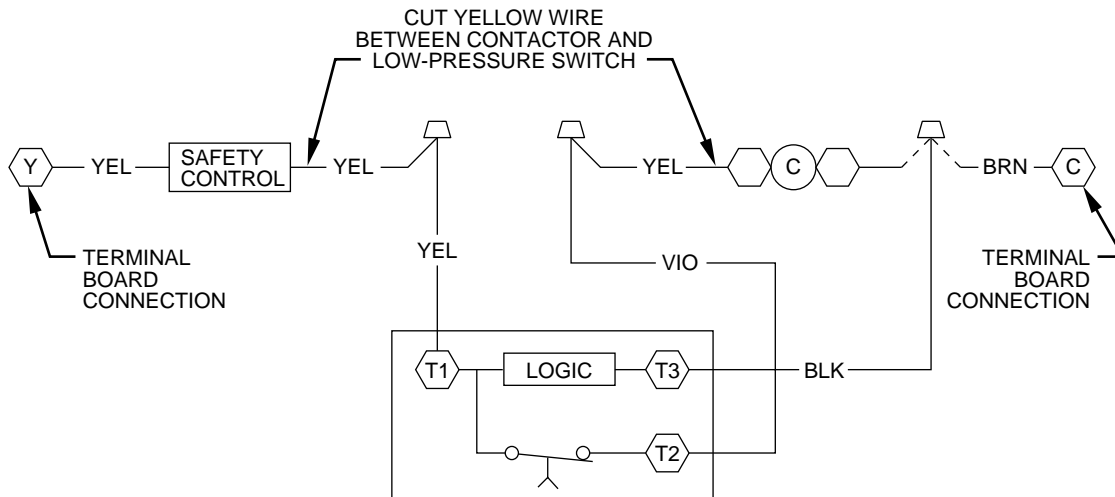 CUT YELLOW WIRE
BETWEEN CONTACTOR AND
LOW-PRESSURE SWITCH
Y
YEL
SAFETY
CONTROL
YEL
YEL
C
BRN
C
TERMINAL
BOARD
CONNECTION
YEL
VIO
TERMINAL
BOARD
CONNECTION
T1
LOGIC
T3
BLK
T2